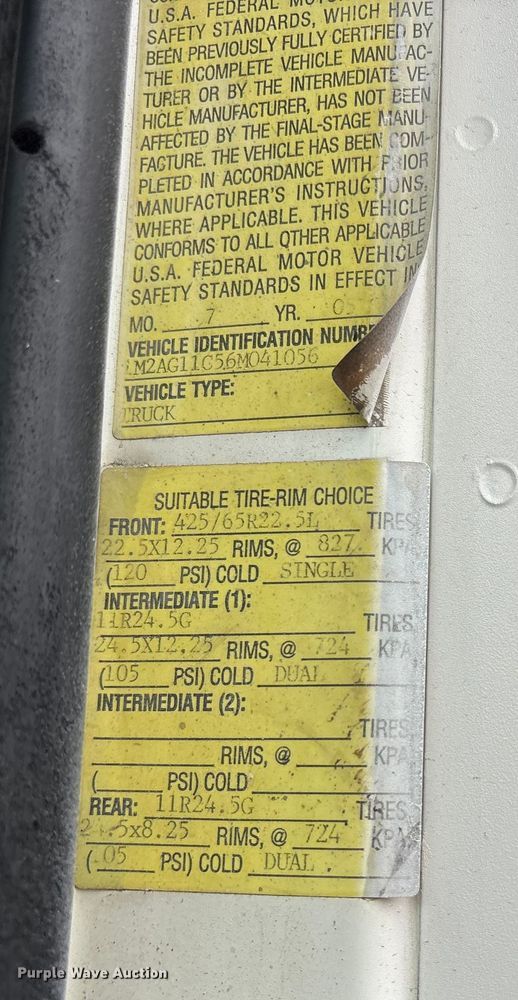 U.S.A. FEDERAL MOTOR
SAFETY STANDARDS, WHICH HAVE
BEEN PREVIOUSLY FULLY CERTIFIED BY
THE INCOMPLETE VEHICLE MANUFAC-
TURER OR BY THE INTERMEDIATE VE-
HICLE MANUFACTURER, HAS NOT BEEN
AFFECTED BY THE FINAL-STAGE MANU-
FACTURE. THE VEHICLE HAS BEEN COM-
PLETED IN ACCORDANCE WITH PRIOR
MANUFACTURER'S INSTRUCTIONS,
WHERE APPLICABLE. THIS VEHICLE
CONFORMS TO ALL OTHER APPLICABLE
U.S.A. FEDERAL MOTOR VEHICLE
SAFETY STANDARDS IN EFFECT IN
MO. 7 YR. 05
VEHICLE IDENTIFICATION NUMBE
1M2AG11C56M041056
VEHICLE TYPE:
TRUCK
SUITABLE TIRE-RIM CHOICE
FRONT: 425/65R22.5L TIRES
22.5X12.25 RIMS, @ 827 KPA
(120 PSI) COLD SINGLE
INTERMEDIATE (1):
11R24.5G TIRES
24.5X12.25 RIMS, @ 724 KPA
(105 PSI) COLD DUAL
INTERMEDIATE (2):
TIRES
RIMS, @ KPA
( PSI) COLD
REAR: 11R24.5G TIRES
24.5x8.25 RIMS, @ 724 KPA
( 05 PSI) COLD DUAL
Purple Wave Auction